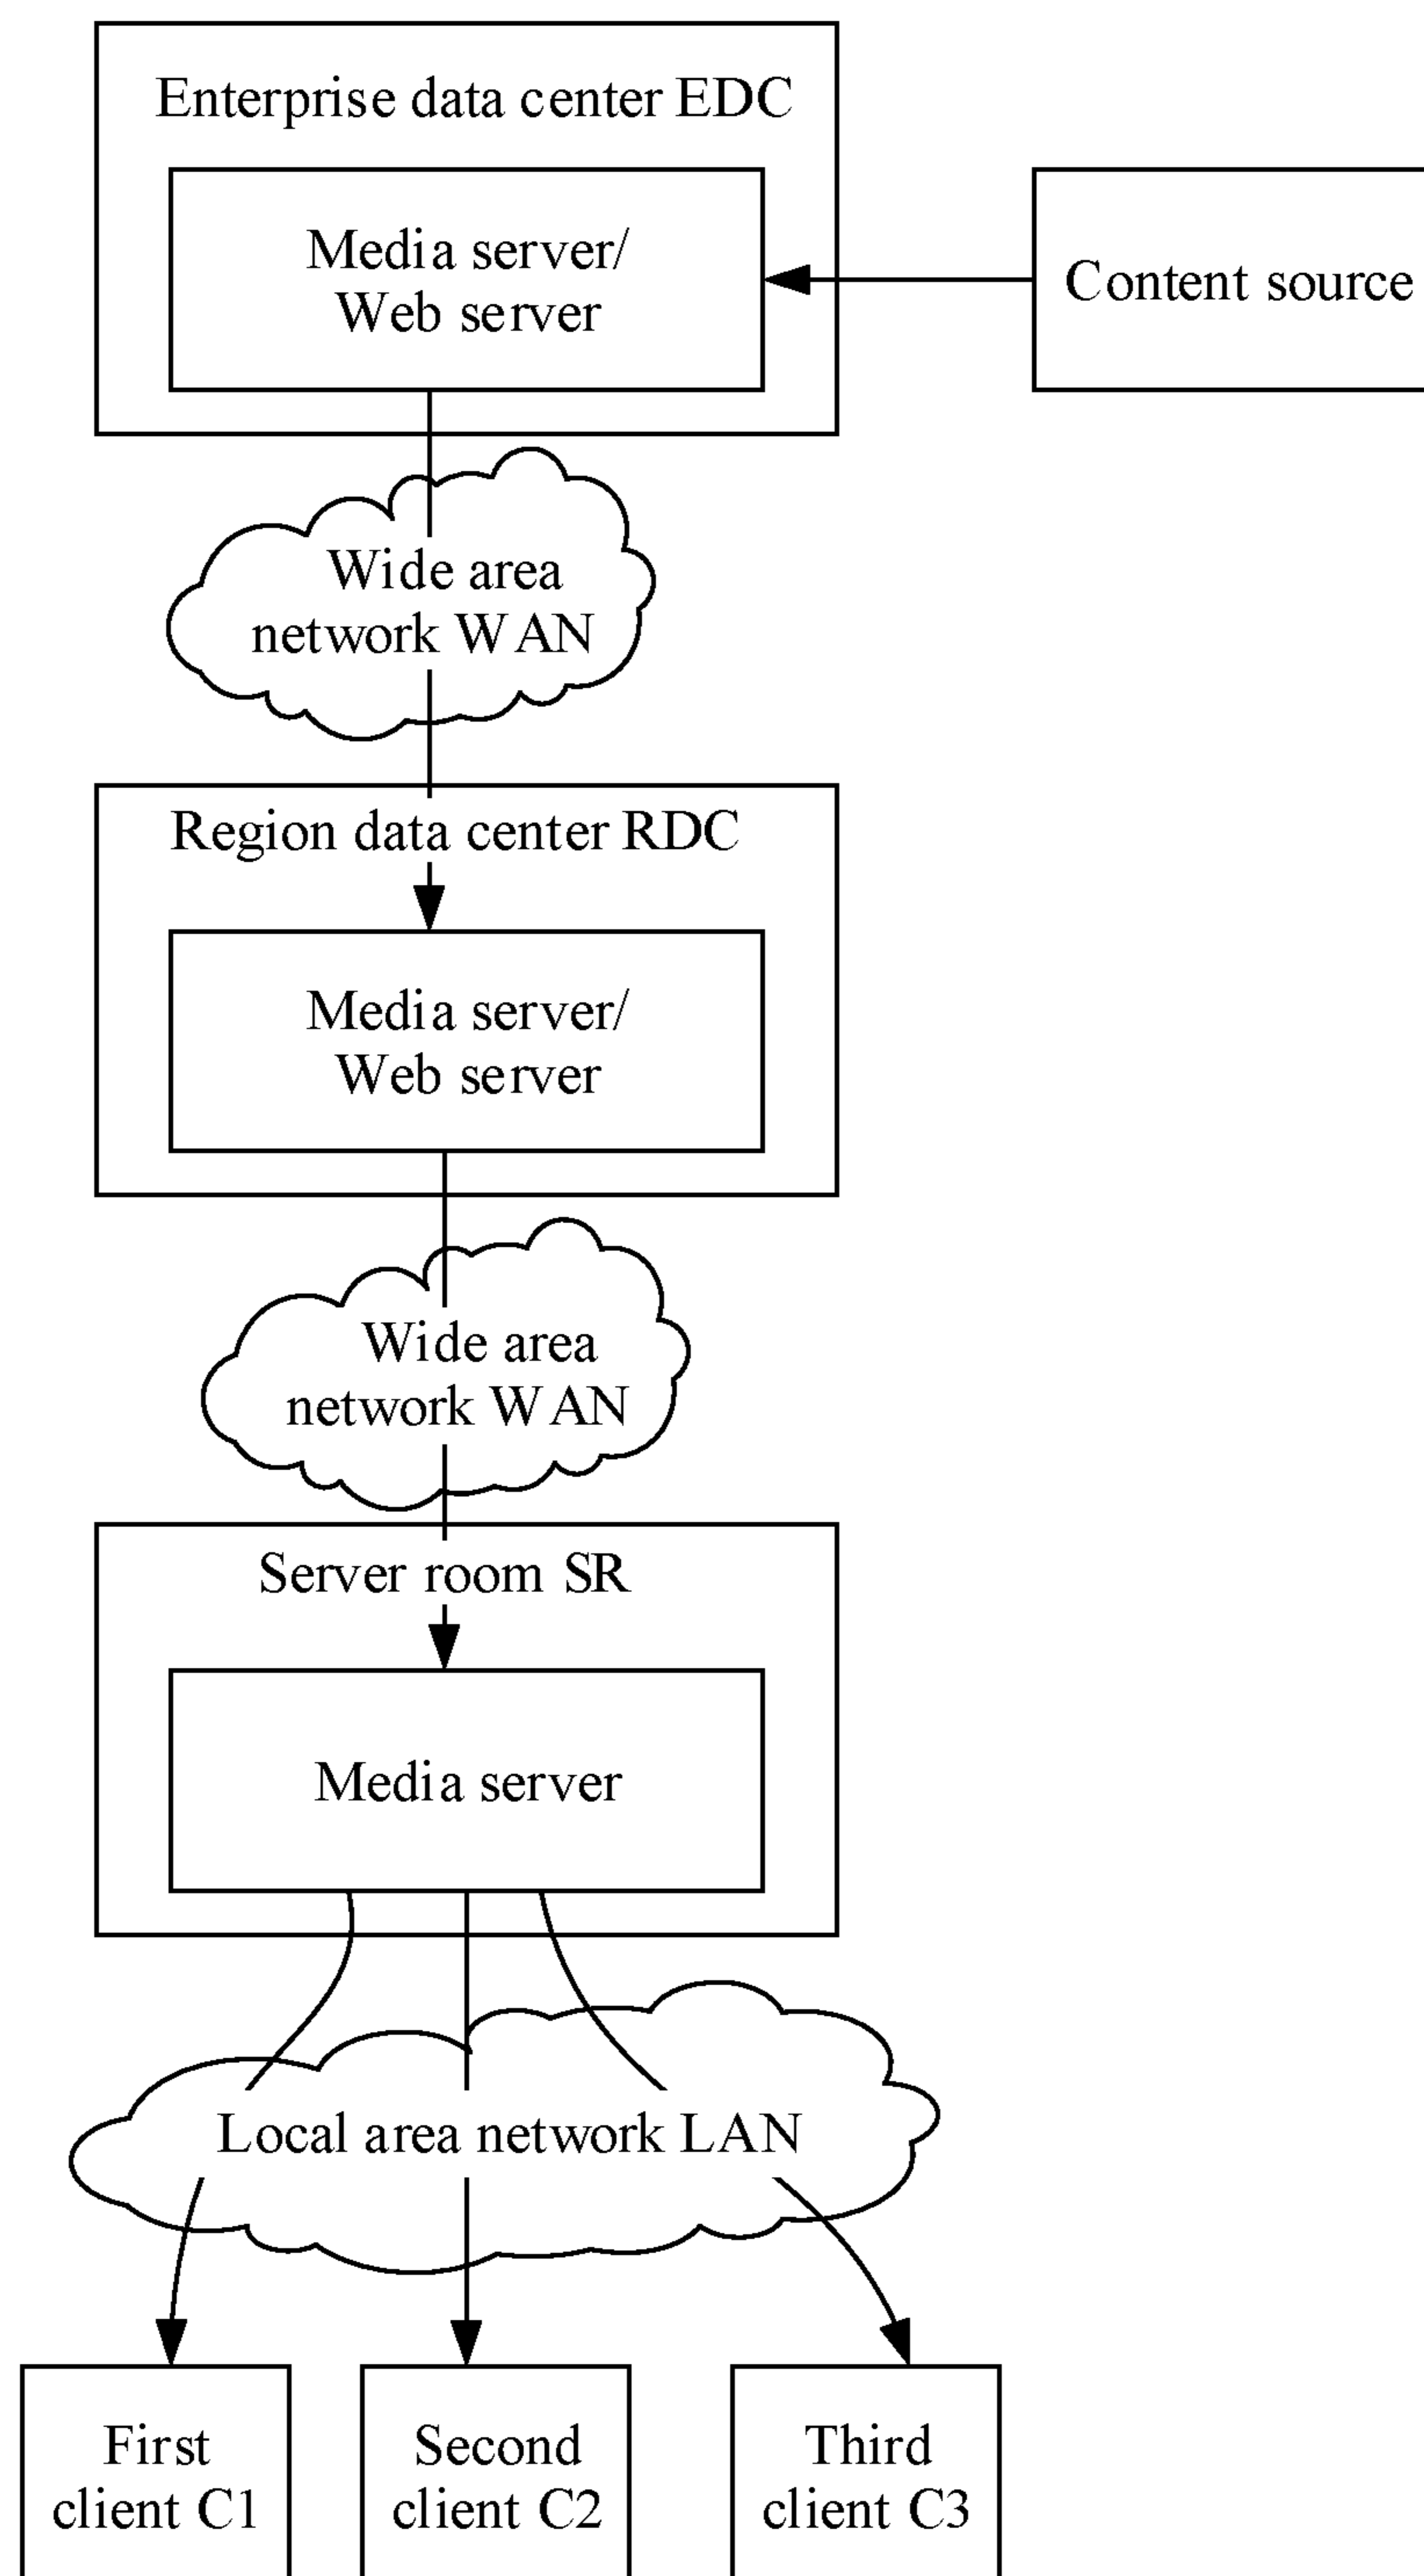 Enterprise data center EDC
Media server/
Web server
Content source
Wide area
network WAN
Region data center RDC
Media server/
Web server
Wide area
network WAN
Server room SR
Media server
Local area network LAN
First
client C1
Second
client C2
Third
client C3